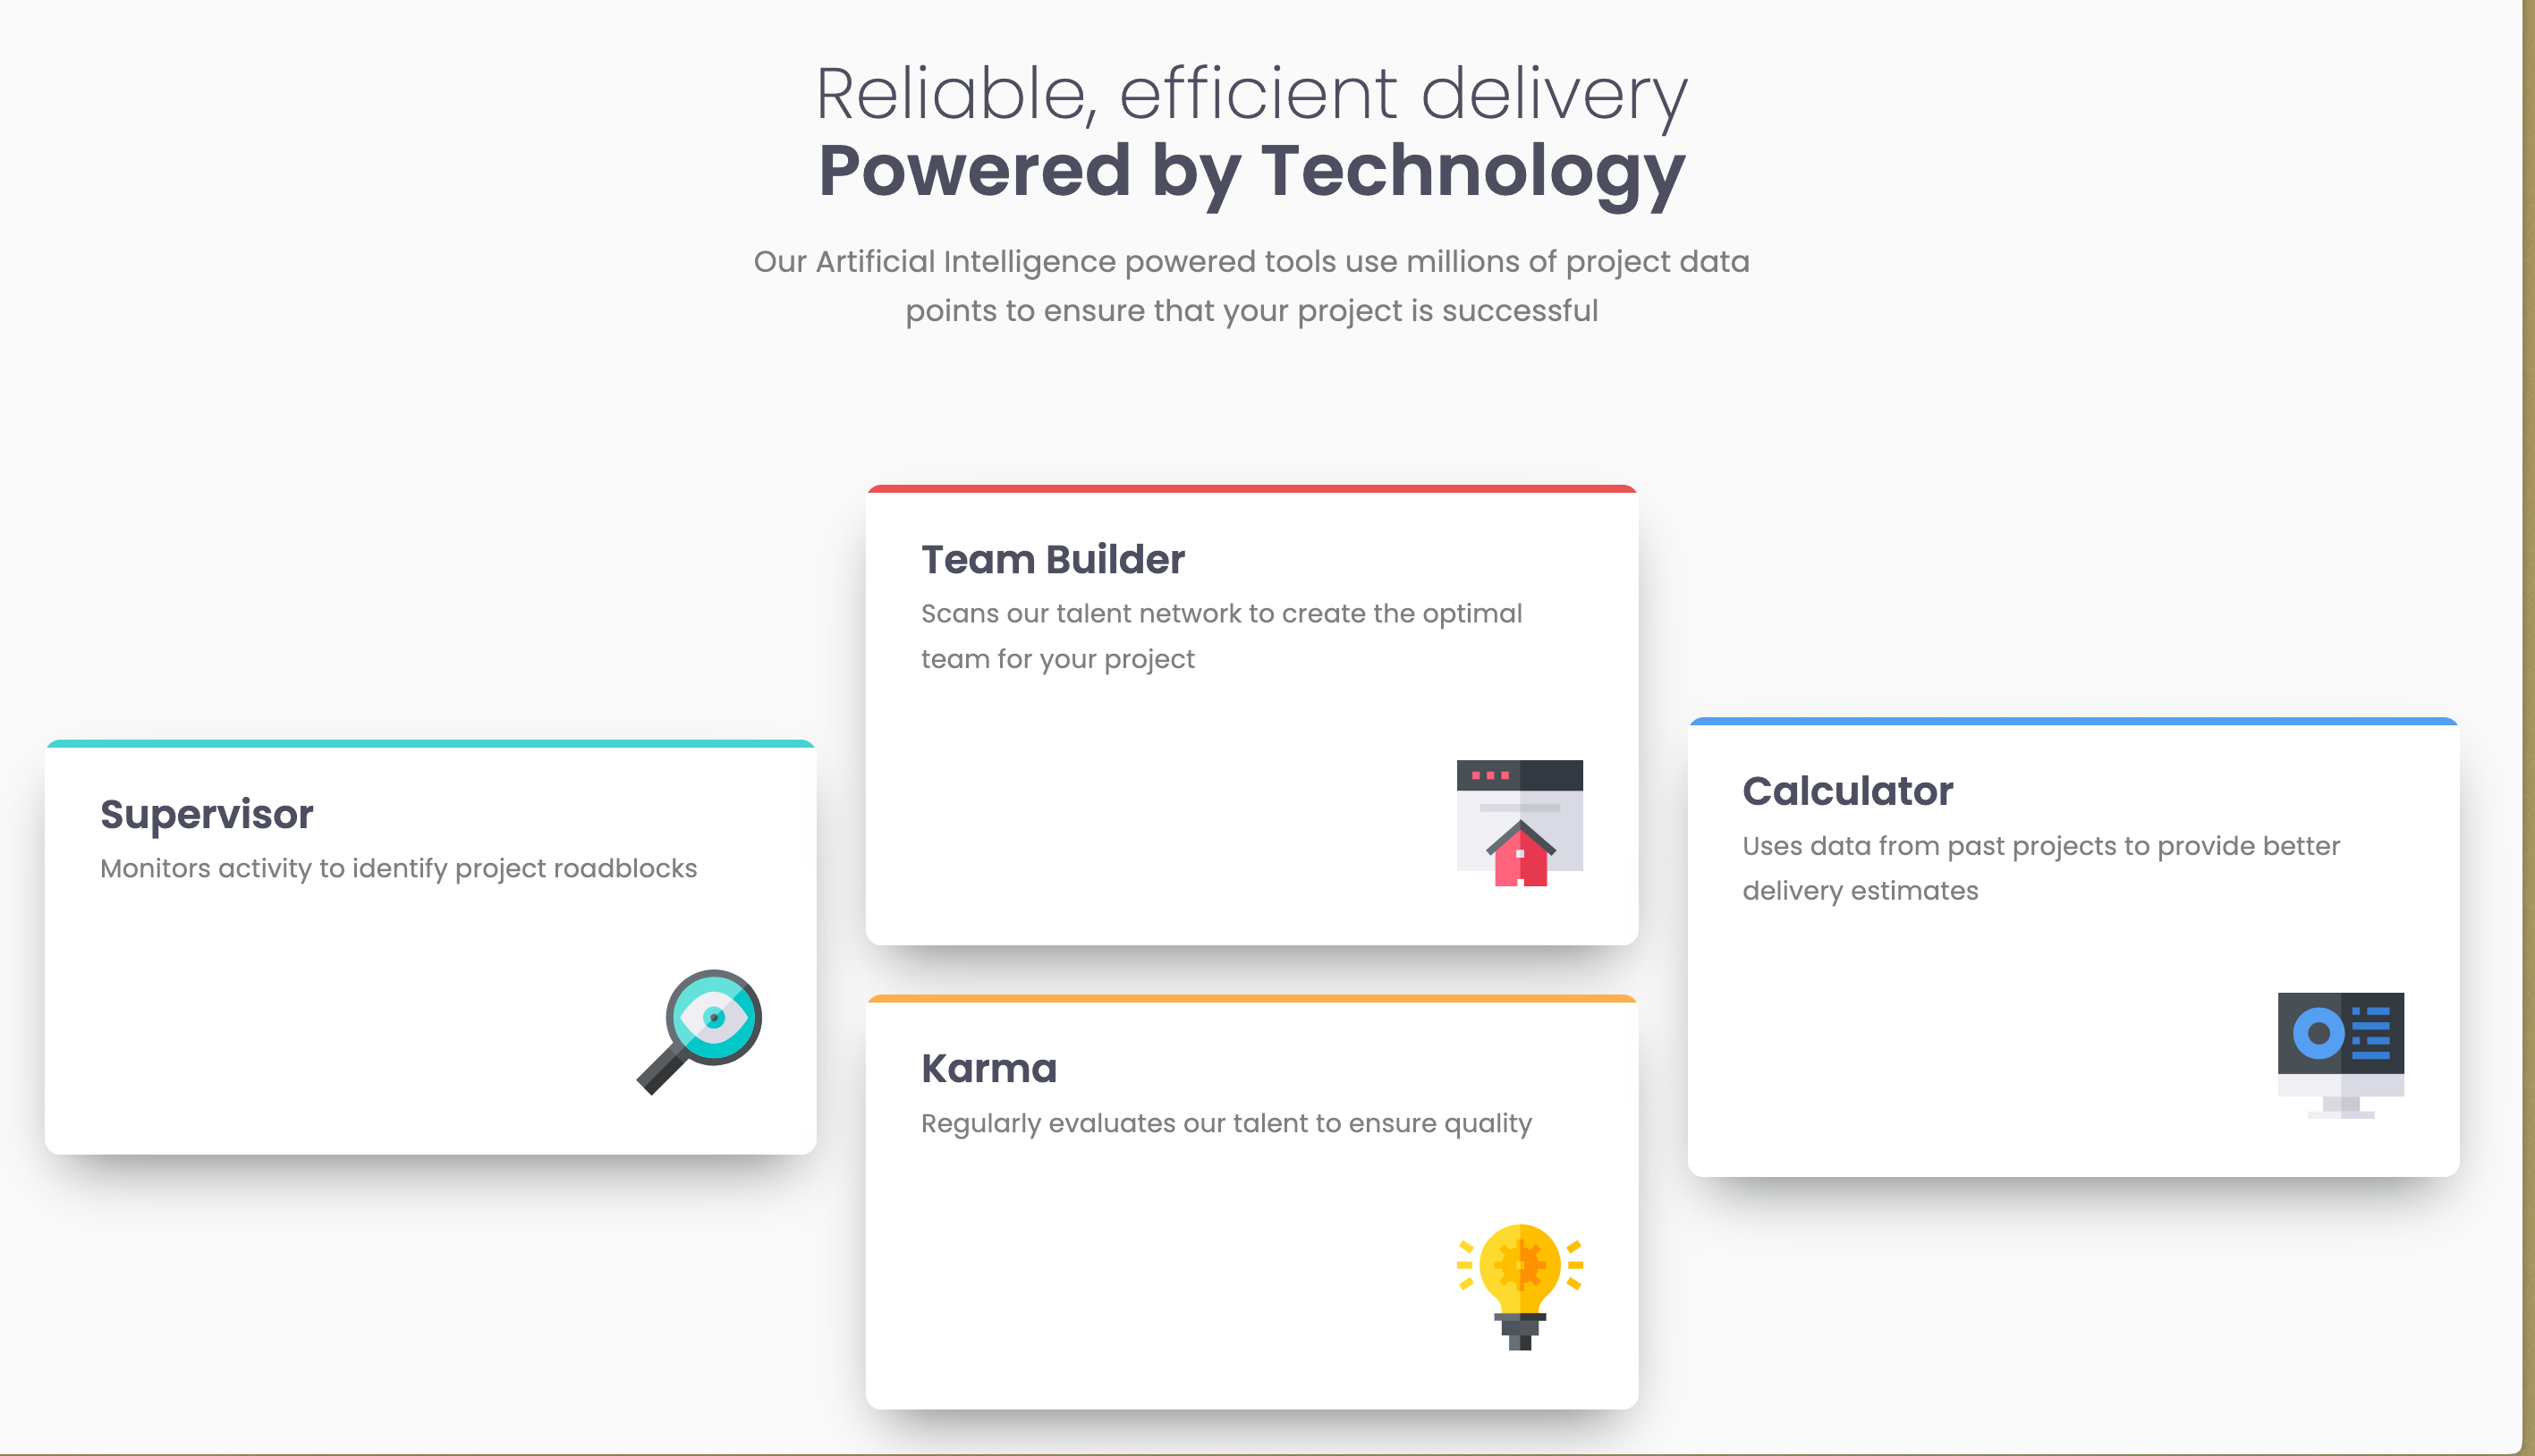 Reliable, efficient delivery
Powered by Technology
Our Artificial Intelligence powered tools use millions of project data
points to ensure that your project is successful
Supervisor
Monitors activity to identify project roadblocks
Team Builder
Scans our talent network to create the optimal
team for your project
Karma
Regularly evaluates our talent to ensure quality
Calculator
Uses data from past projects to provide better
delivery estimates